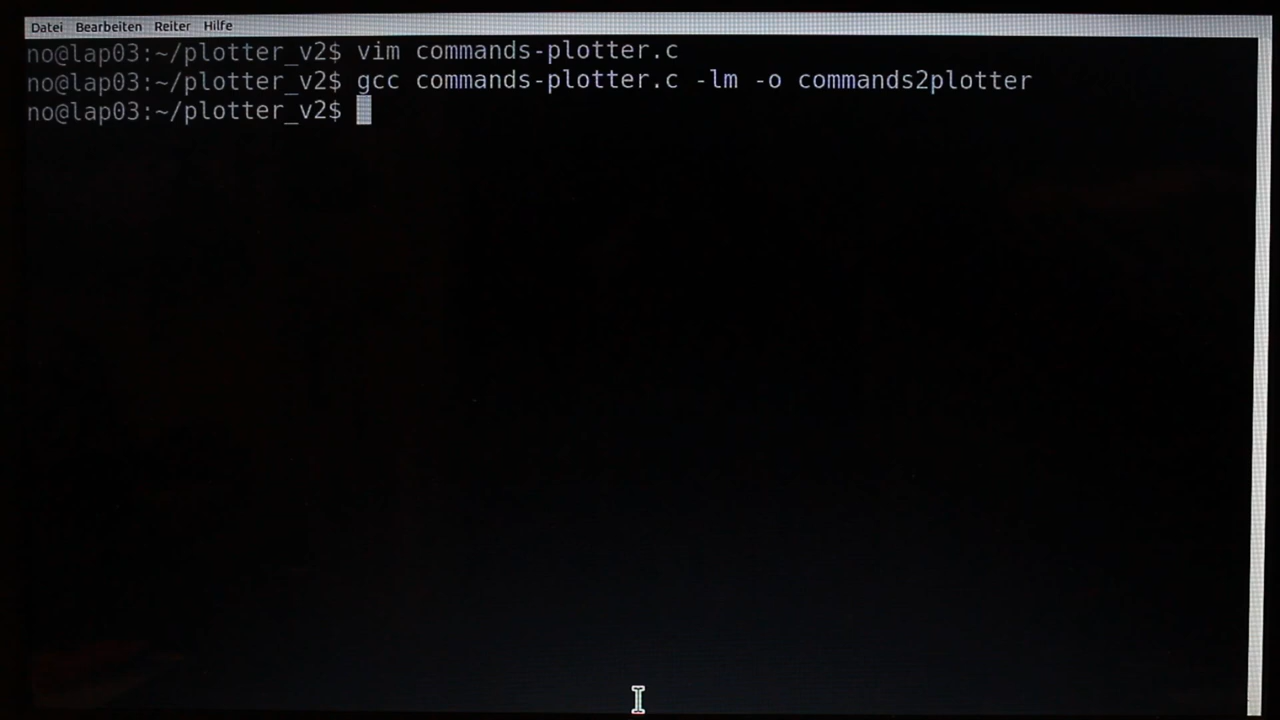 Datei Bearbeiten Reiter Hilfe
no@lap03:~/plotter_v2$ vim commands-plotter.c
no@lap03:~/plotter_v2$ gcc commands-plotter.c -lm -o commands2plotter
no@lap03:~/plotter_v2$